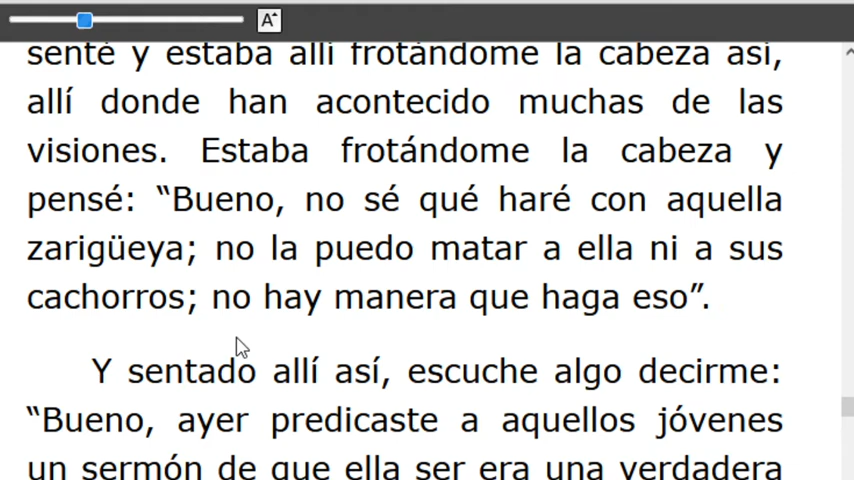 A
senté y estaba allí frotándome la cabeza así,
allí donde han acontecido muchas de las
visiones. Estaba frotándome la cabeza y
pensé: “Bueno, no sé qué haré con aquella
zarigüeya; no la puedo matar a ella ni a sus
cachorros; no hay manera que haga eso”.
Y sentado allí así, escuche algo decirme:
“Bueno, ayer predicaste a aquellos jóvenes
un sermón de que ella ser era una verdadera